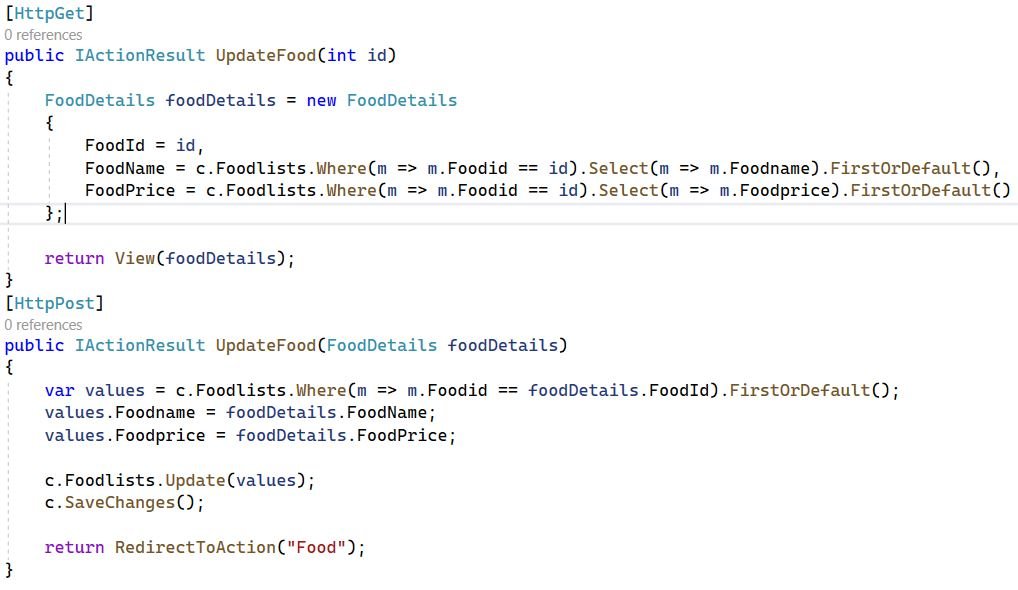 [HttpGet]
0 references
public IActionResult UpdateFood(int id)
{
    FoodDetails foodDetails = new FoodDetails
    {
        FoodId = id,
        FoodName = c.Foodlists.Where(m => m.Foodid == id).Select(m => m.Foodname).FirstOrDefault(),
        FoodPrice = c.Foodlists.Where(m => m.Foodid == id).Select(m => m.Foodprice).FirstOrDefault()
    };
    return View(foodDetails);
}
[HttpPost]
0 references
public IActionResult UpdateFood(FoodDetails foodDetails)
{
    var values = c.Foodlists.Where(m => m.Foodid == foodDetails.FoodId).FirstOrDefault();
    values.Foodname = foodDetails.FoodName;
    values.Foodprice = foodDetails.FoodPrice;
    c.Foodlists.Update(values);
    c.SaveChanges();
    return RedirectToAction("Food");
}